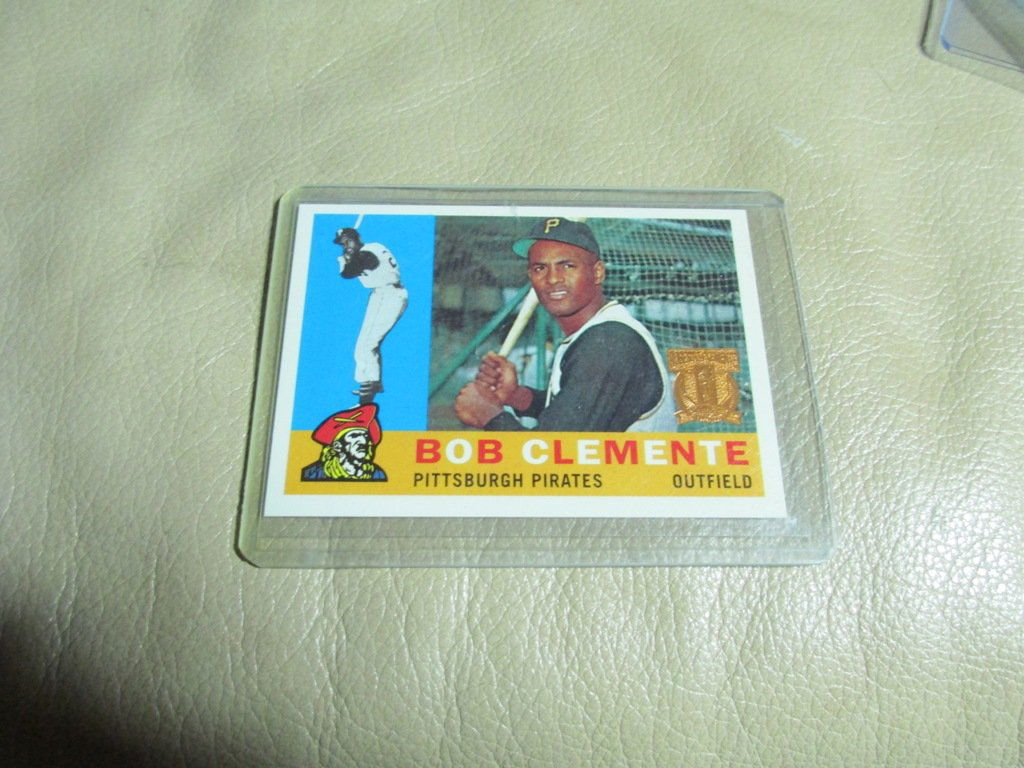 P
BOB CLEMENTE
PITTSBURGH PIRATES OUTFIELD